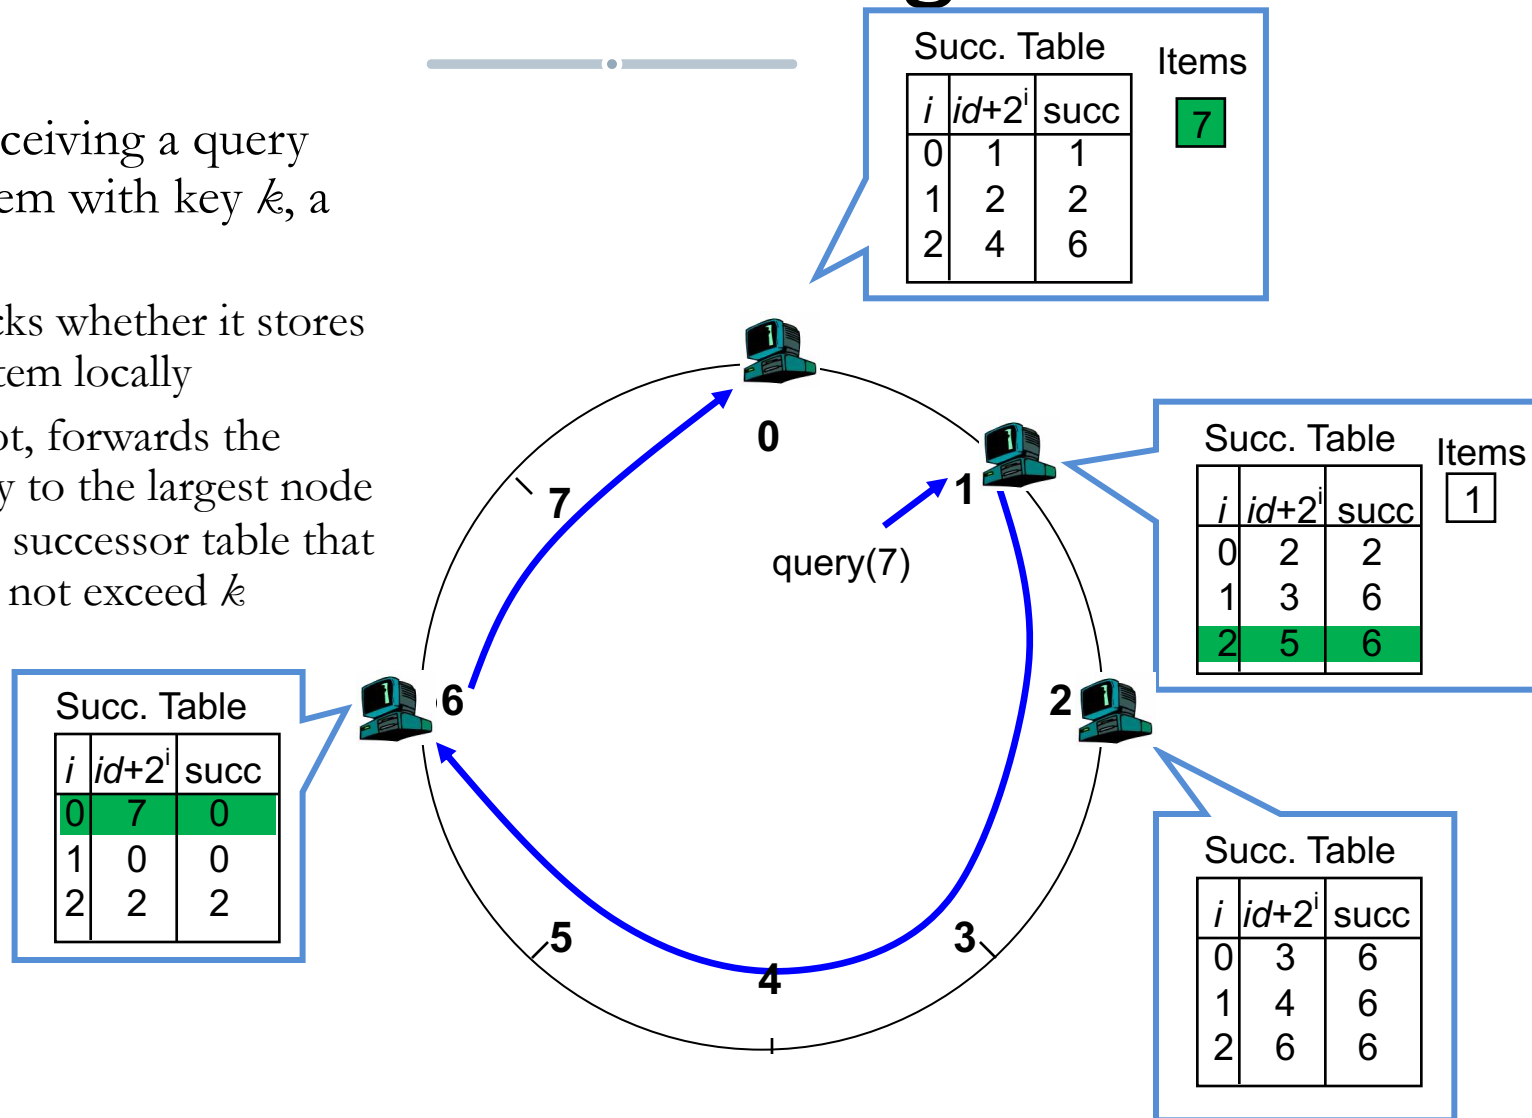 ceiving a query
em with key k, a
cks whether it stores
tem locally
ot, forwards the
y to the largest node
successor table that
not exceed k
Succ. Table
Items
i id+2^i succ
7
0 1 1
1 2 2
2 4 6
0
1
query(7)
7
6
2
5
3
4
Succ. Table
Items
i id+2^i succ
1
0 2 2
1 3 6
2 5 6
Succ. Table
i id+2^i succ
0 7 0
1 0 0
2 2 2
Succ. Table
i id+2^i succ
0 3 6
1 4 6
2 6 6